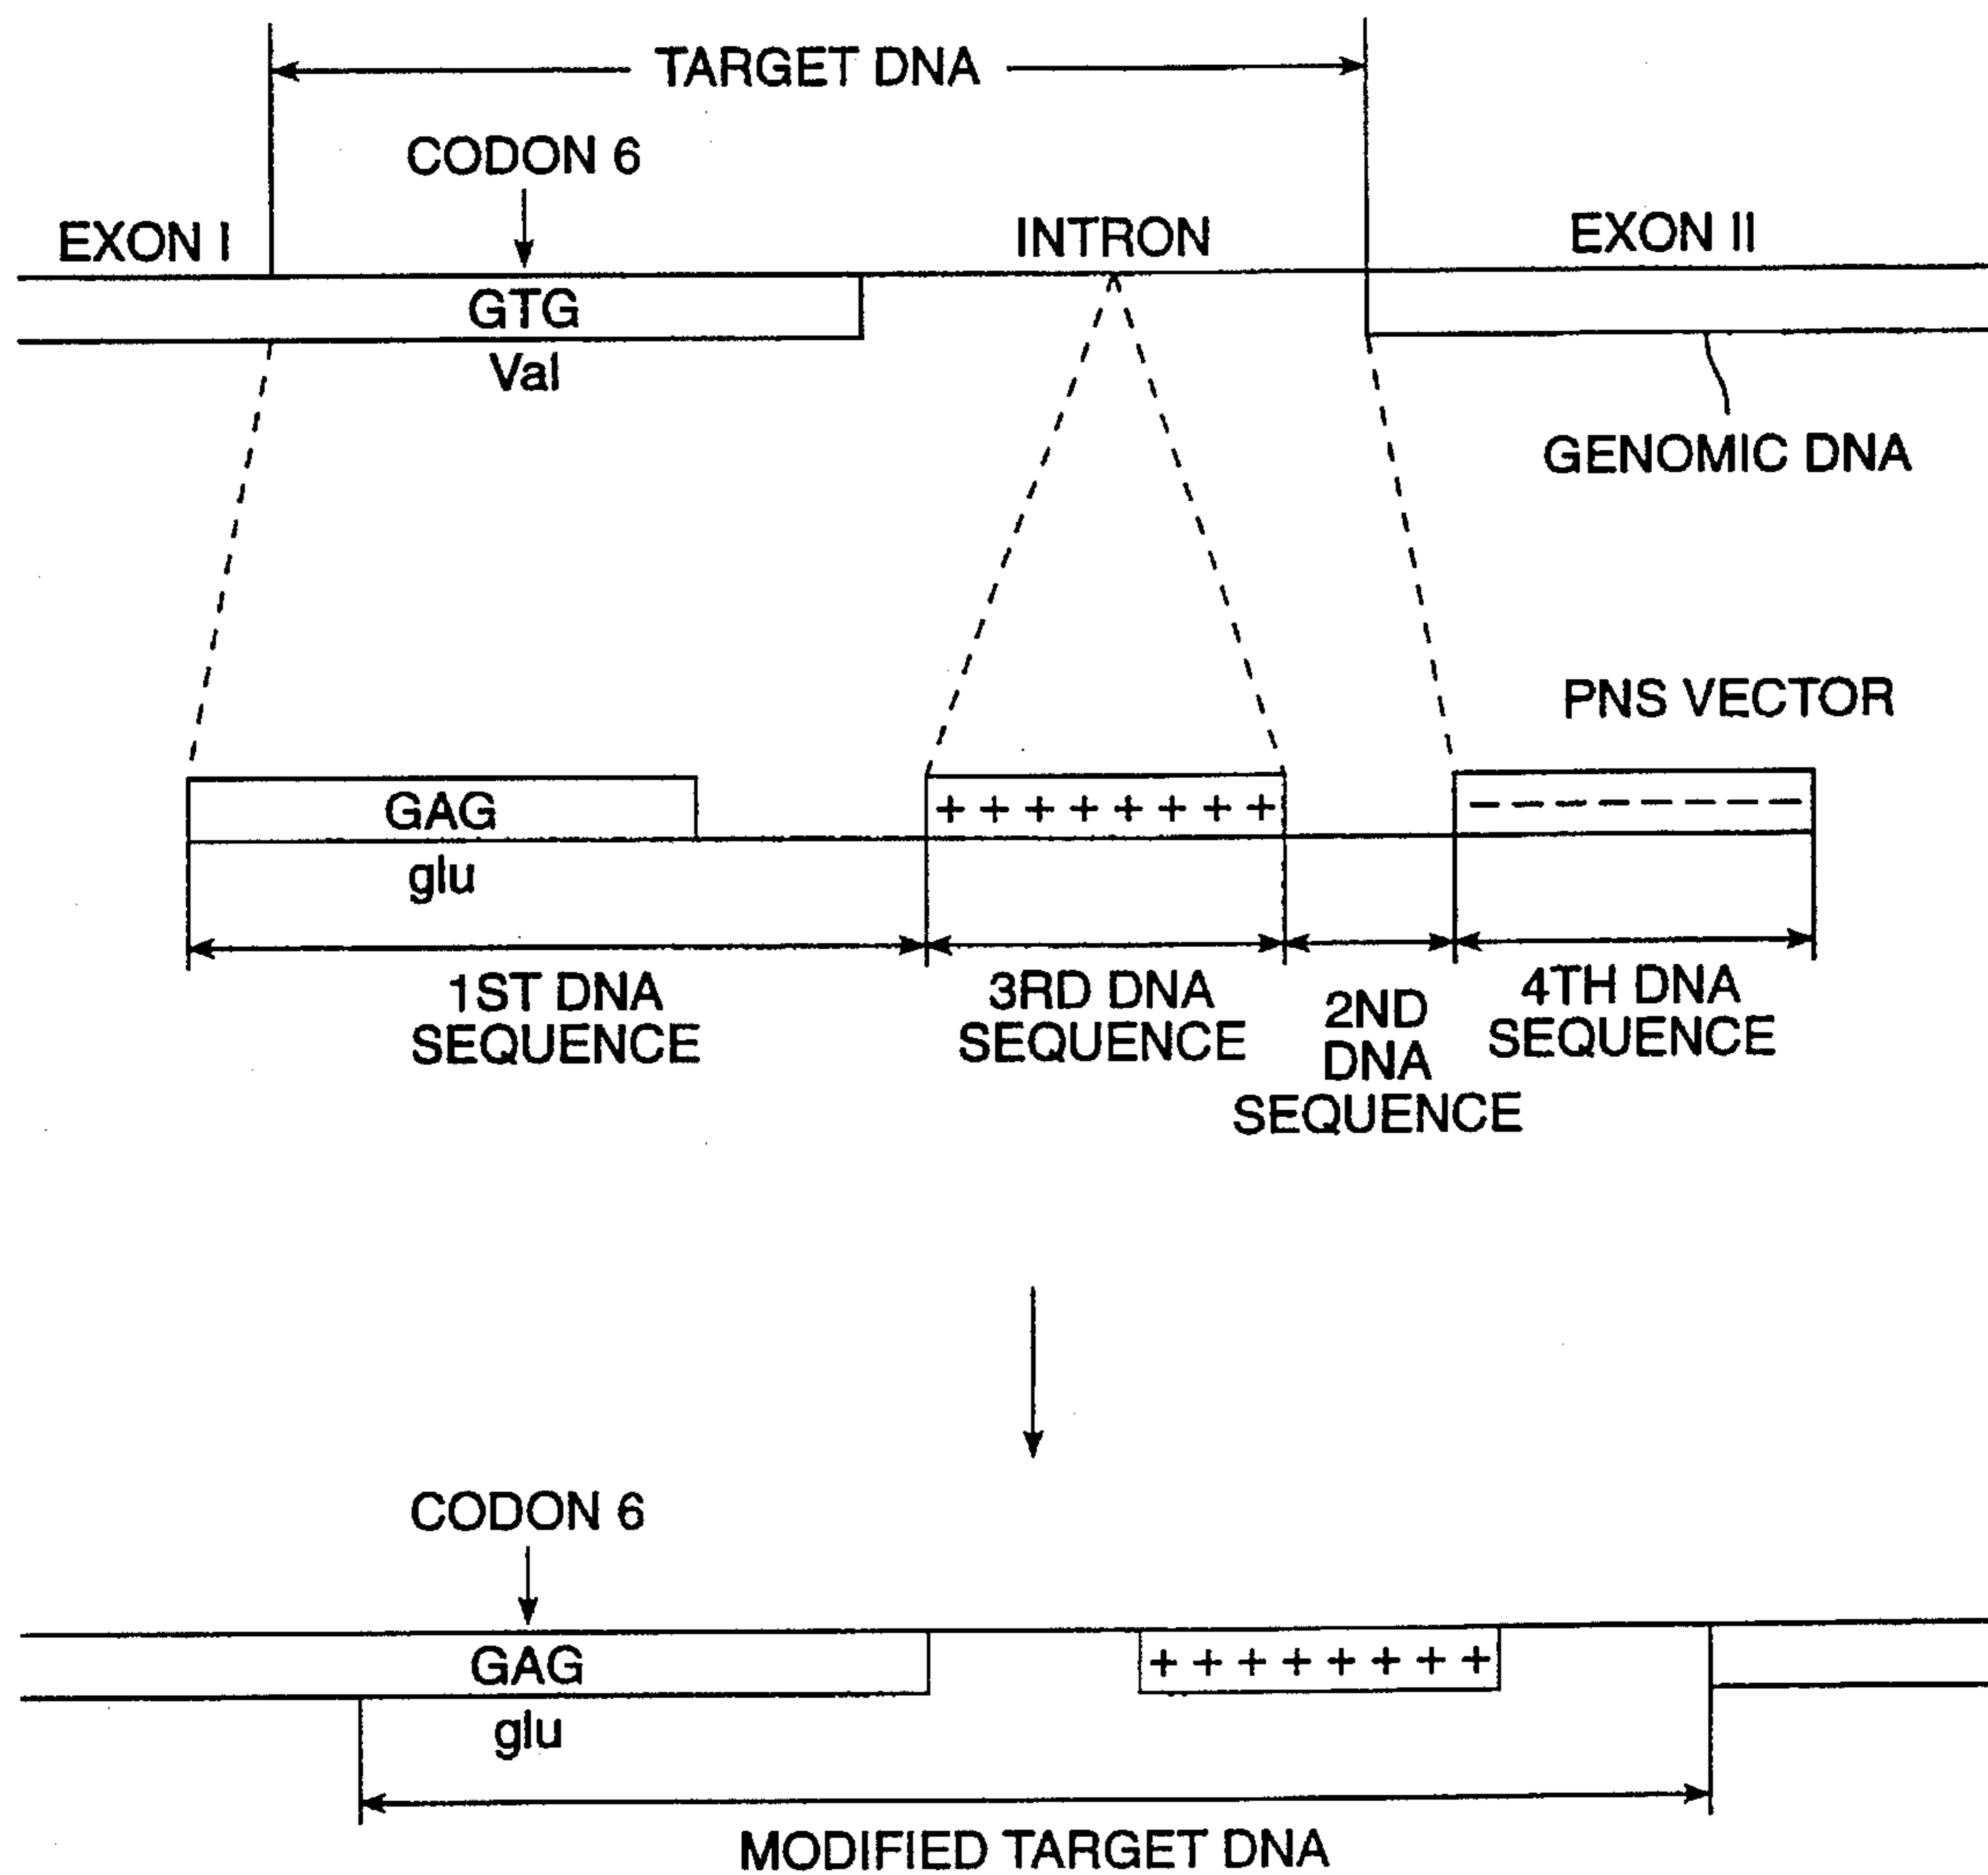 TARGET DNA
CODON 6
EXON I
INTRON
EXON II
GTG
Val
GENOMIC DNA
PNS VECTOR
GAG
+ + + + + + + +
− − − − − − − −
glu
1ST DNA
SEQUENCE
3RD DNA
SEQUENCE
2ND
DNA
SEQUENCE
4TH DNA
SEQUENCE
CODON 6
GAG
+ + + + + + + +
glu
MODIFIED TARGET DNA